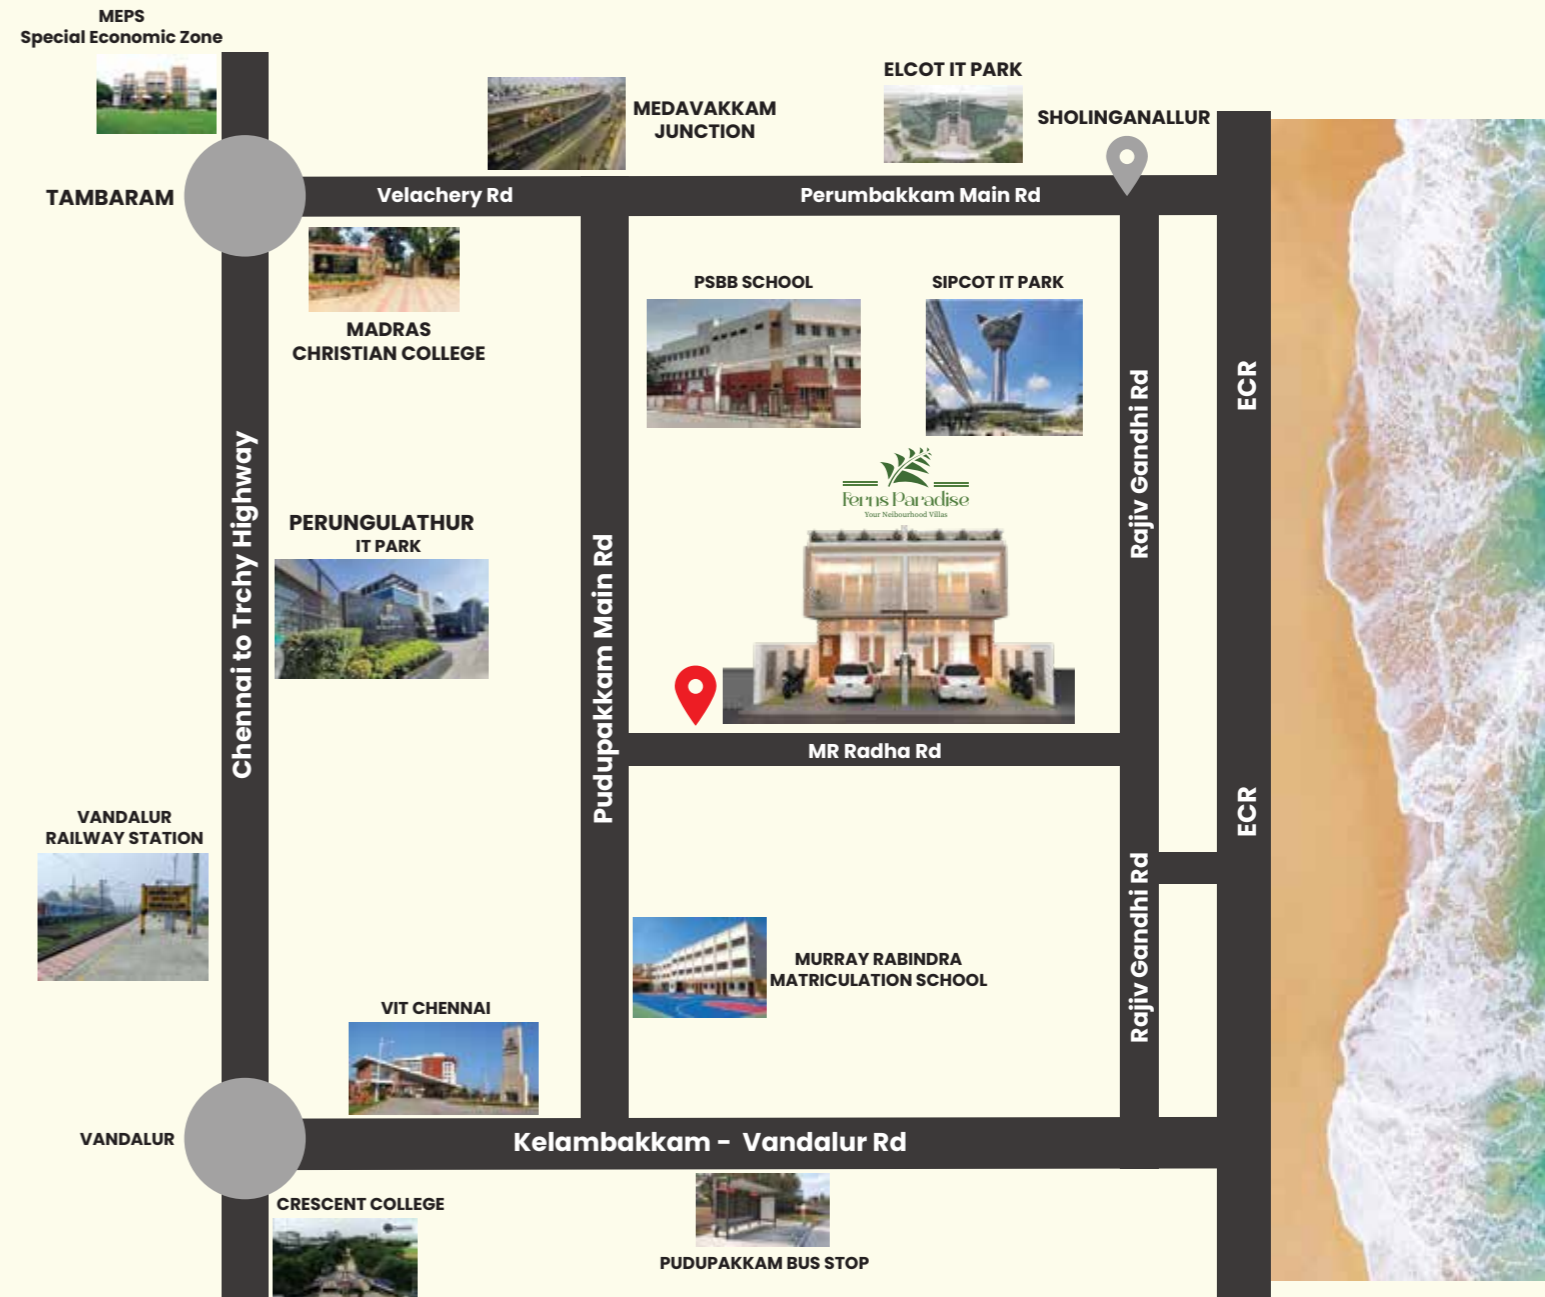 MEPS
Special Economic Zone
MEDAVAKKAM
JUNCTION
ELCOT IT PARK
SHOLINGANALLUR
TAMBARAM
Velachery Rd
Perumbakkam Main Rd
MADRAS
CHRISTIAN COLLEGE
PSBB SCHOOL
SIPCOT IT PARK
ECR
Rajiv Gandhi Rd
Chennai to Trchy Highway
Ferns Paradise
Your Neibourhood Villas
PERUNGULATHUR
IT PARK
Pudupakkam Main Rd
MR Radha Rd
ECR
VANDALUR
RAILWAY STATION
Rajiv Gandhi Rd
MURRAY RABINDRA
MATRICULATION SCHOOL
VIT CHENNAI
VANDALUR
Kelambakkam - Vandalur Rd
CRESCENT COLLEGE
PUDUPAKKAM BUS STOP